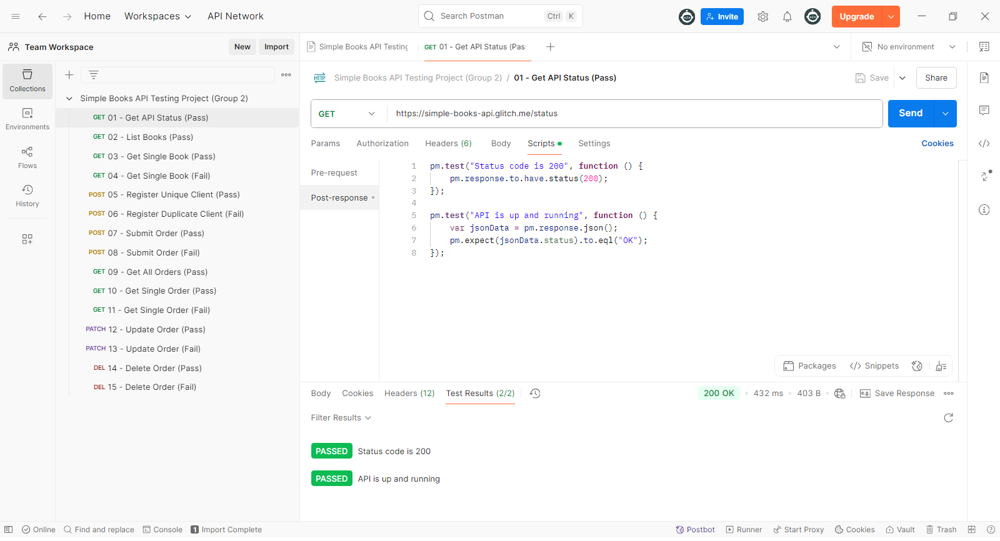 Home Workspaces API Network Search Postman Ctrl K Invite Upgrade
Team Workspace New Import
Simple Books API Testing GET 01 - Get API Status (Pas No environment
Collections
Environments
Flows
History
Simple Books API Testing Project (Group 2)
GET 01 - Get API Status (Pass)
GET 02 - List Books (Pass)
GET 03 - Get Single Book (Pass)
GET 04 - Get Single Book (Fail)
POST 05 - Register Unique Client (Pass)
POST 06 - Register Duplicate Client (Fail)
POST 07 - Submit Order (Pass)
POST 08 - Submit Order (Fail)
GET 09 - Get All Orders (Pass)
GET 10 - Get Single Order (Pass)
GET 11 - Get Single Order (Fail)
PATCH 12 - Update Order (Pass)
PATCH 13 - Update Order (Fail)
DEL 14 - Delete Order (Pass)
DEL 15 - Delete Order (Fail)
HTTP Simple Books API Testing Project (Group 2) / 01 - Get API Status (Pass) Save Share
GET https://simple-books-api.glitch.me/status Send
Params Authorization Headers (6) Body Scripts Settings Cookies
Pre-request
Post-response
1 pm.test("Status code is 200", function () {
2 pm.response.to.have.status(200);
3 });
4
5 pm.test("API is up and running", function () {
6 var jsonData = pm.response.json();
7 pm.expect(jsonData.status).to.eql("OK");
8 });
Packages Snippets
Body Cookies Headers (12) Test Results (2/2) 200 OK 432 ms 403 B e.g. Save Response
Filter Results
PASSED Status code is 200
PASSED API is up and running
Online Find and replace Console 1 Import Complete Postbot Runner Start Proxy Cookies Vault Trash